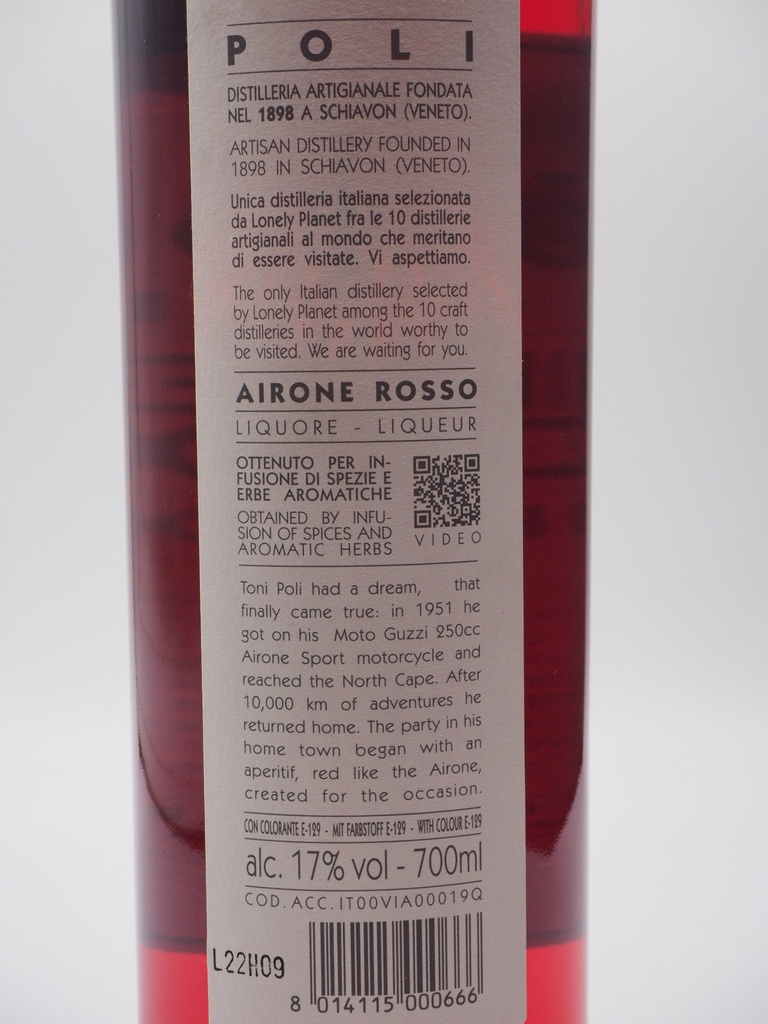 POLI
DISTILLERIA ARTIGIANALE FONDATA
NEL 1898 A SCHIAVON (VENETO).
ARTISAN DISTILLERY FOUNDED IN
1898 IN SCHIAVON (VENETO).
Unica distilleria italiana selezionata
da Lonely Planet fra le 10 distillerie
artigianali al mondo che meritano
di essere visitate. Vi aspettiamo.
The only Italian distillery selected
by Lonely Planet among the 10 craft
distilleries in the world worthy to
be visited. We are waiting for you.
AIRONE ROSSO
LIQUORE - LIQUEUR
OTTENUTO PER IN-
FUSIONE DI SPEZIE E
ERBE AROMATICHE
OBTAINED BY INFU-
SION OF SPICES AND
AROMATIC HERBS
VIDEO
Toni Poli had a dream, that
finally came true: in 1951 he
got on his Moto Guzzi 250cc
Airone Sport motorcycle and
reached the North Cape. After
10,000 km of adventures he
returned home. The party in his
home town began with an
aperitif, red like the Airone,
created for the occasion.
CON COLORANTE E-129 - MIT FARBSTOFF E-129 - WITH COLOUR E-129
alc. 17% vol - 700ml
COD. ACC. IT00VIA00019Q
L22H09
8 014115 000666